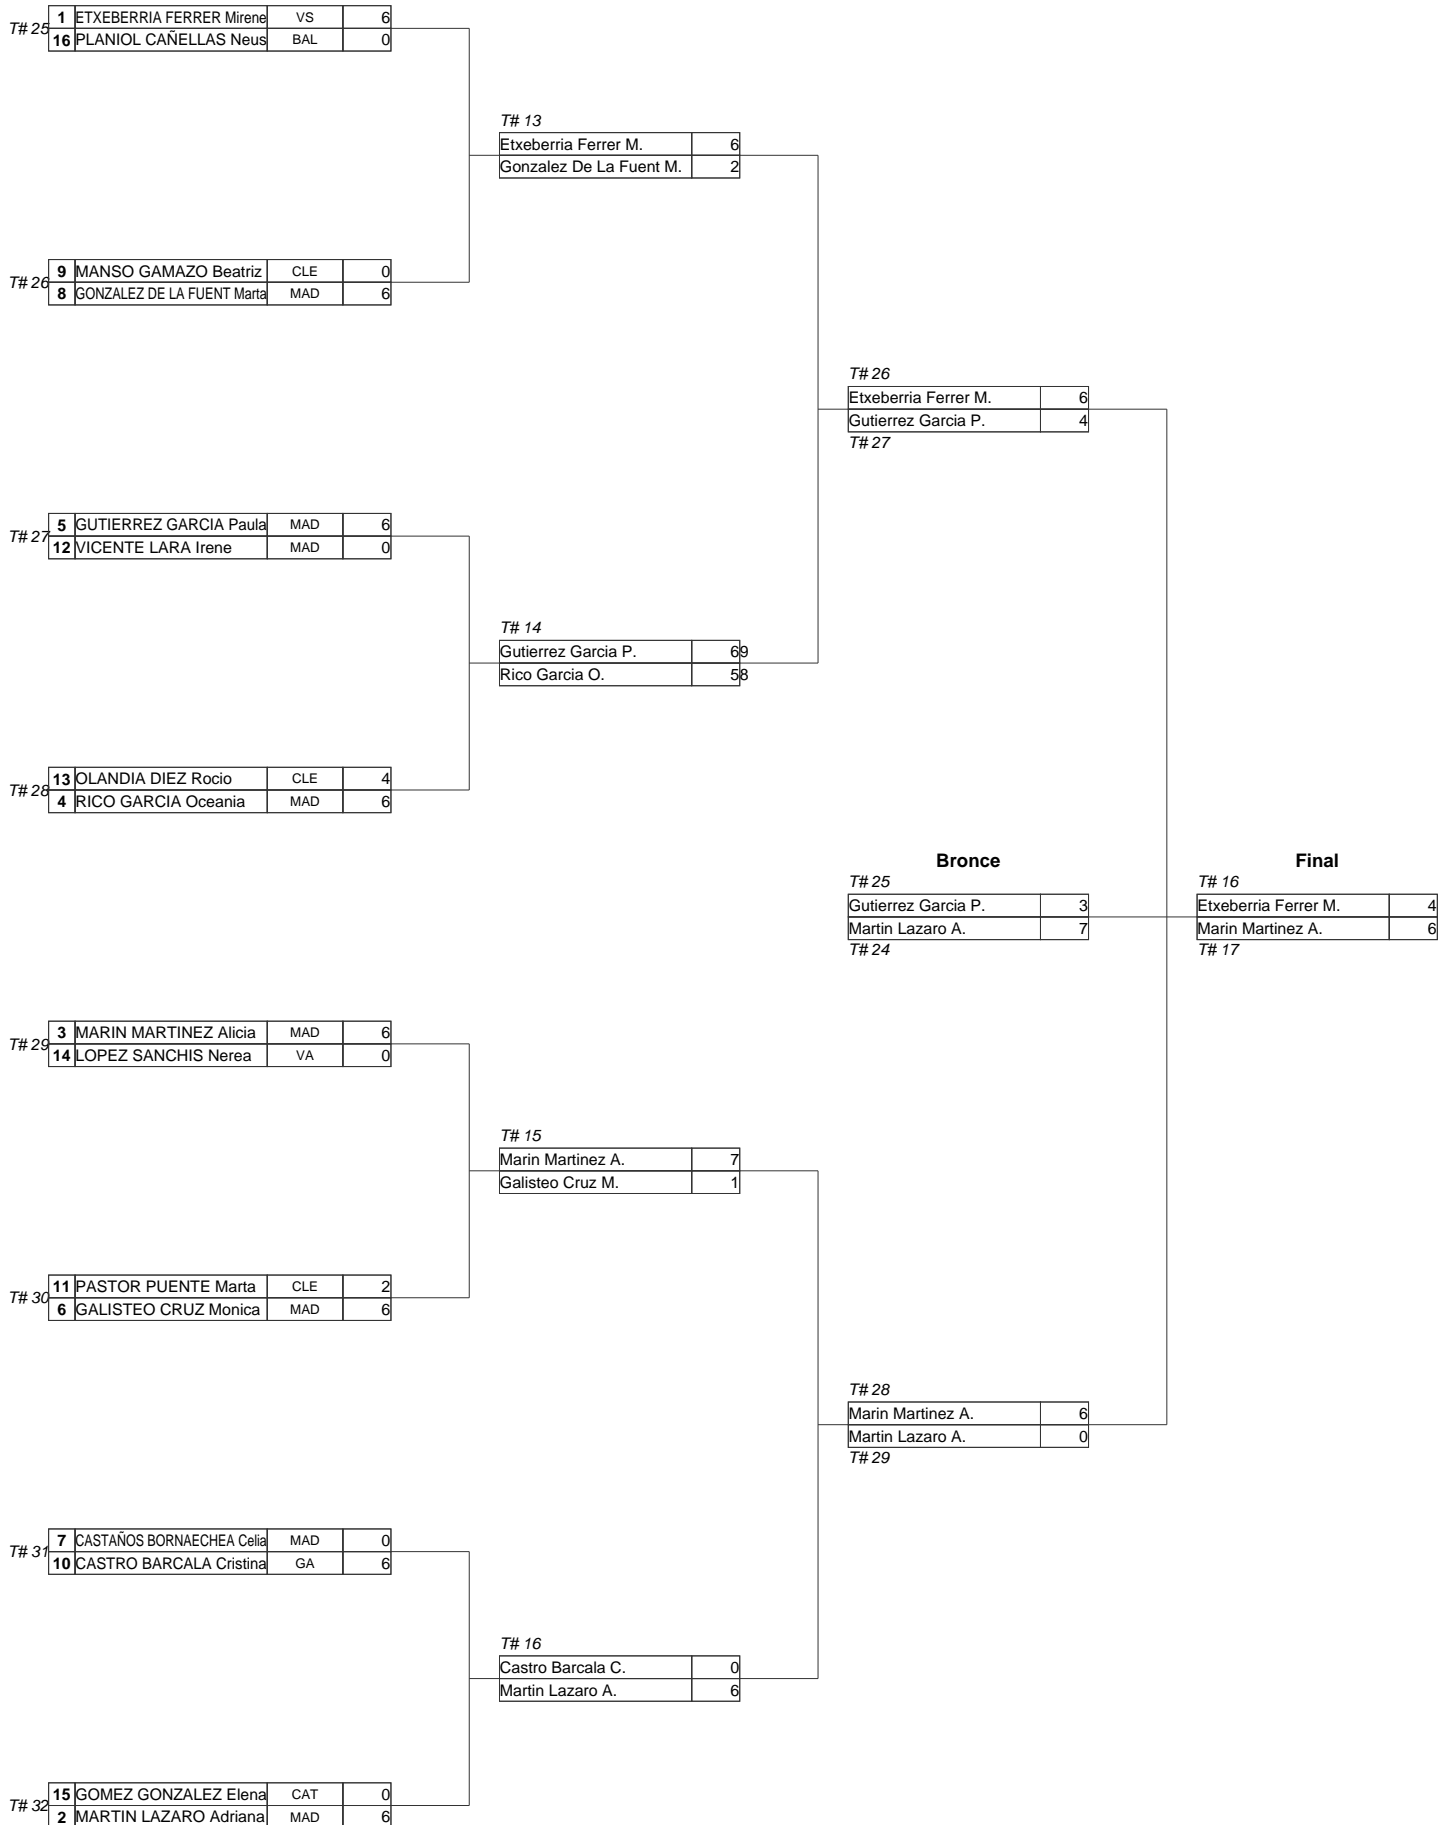 T# 25
1 ETXEBERRIA FERRER Mirene VS 6
16 PLANIOL CAÑELLAS Neus BAL 0
T# 13
Etxeberria Ferrer M. 6
Gonzalez De La Fuent M. 2
T# 26
9 MANSO GAMAZO Beatriz CLE 0
8 GONZALEZ DE LA FUENT Marta MAD 6
T# 26
Etxeberria Ferrer M. 6
Gutierrez Garcia P. 4
T# 27
T# 27
5 GUTIERREZ GARCIA Paula MAD 6
12 VICENTE LARA Irene MAD 0
T# 14
Gutierrez Garcia P. 6 9
Rico Garcia O. 5 8
T# 28
13 OLANDIA DIEZ Rocio CLE 4
4 RICO GARCIA Oceania MAD 6
Bronce
T# 25
Gutierrez Garcia P. 3
Martin Lazaro A. 7
T# 24
Final
T# 16
Etxeberria Ferrer M. 4
Marin Martinez A. 6
T# 17
T# 29
3 MARIN MARTINEZ Alicia MAD 6
14 LOPEZ SANCHIS Nerea VA 0
T# 15
Marin Martinez A. 7
Galisteo Cruz M. 1
T# 30
11 PASTOR PUENTE Marta CLE 2
6 GALISTEO CRUZ Monica MAD 6
T# 28
Marin Martinez A. 6
Martin Lazaro A. 0
T# 29
T# 31
7 CASTAÑOS BORNAECHEA Celia MAD 0
10 CASTRO BARCALA Cristina GA 6
T# 16
Castro Barcala C. 0
Martin Lazaro A. 6
T# 32
15 GOMEZ GONZALEZ Elena CAT 0
2 MARTIN LAZARO Adriana MAD 6